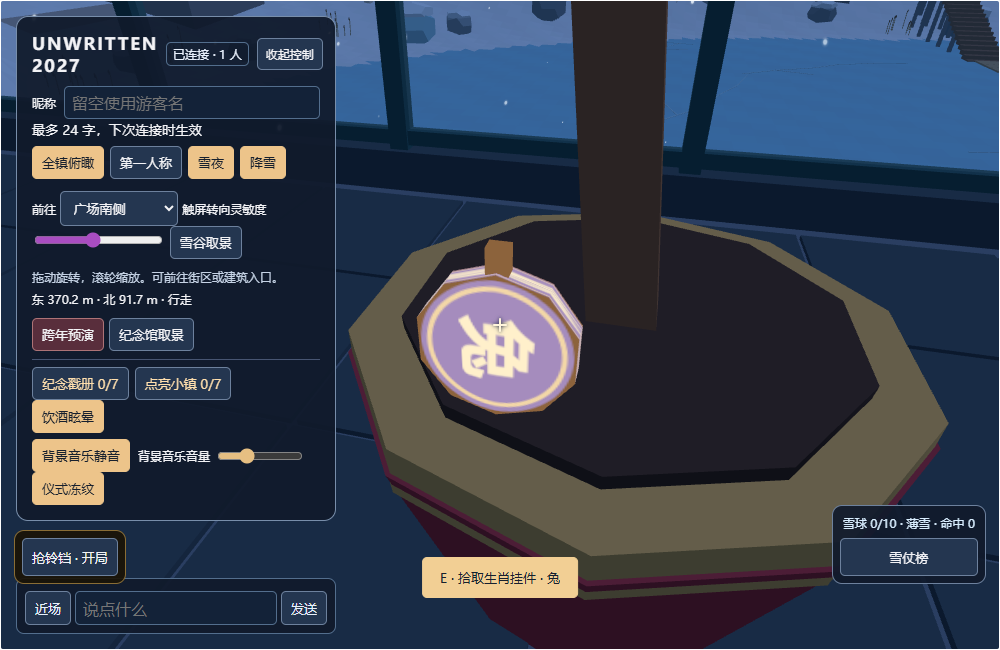 UNWRITTEN 2027
已连接 · 1 人
收起控制
昵称 留空使用游客名
最多 24 字，下次连接时生效
全镇俯瞰 第一人称 雪夜 降雪
前往 广场南侧 触屏转向灵敏度
雪谷取景
拖动旋转，滚轮缩放。可前往街区或建筑入口。
东 370.2 m · 北 91.7 m · 行走
跨年预演 纪念馆取景
纪念戳册 0/7 点亮小镇 0/7
饮酒眩晕
背景音乐静音 背景音乐音量
仪式冻纹
抢铃铛 · 开局
近场 说点什么 发送
兔
E · 拾取生肖挂件 · 兔
雪球 0/10 · 薄雪 · 命中 0
雪仗榜